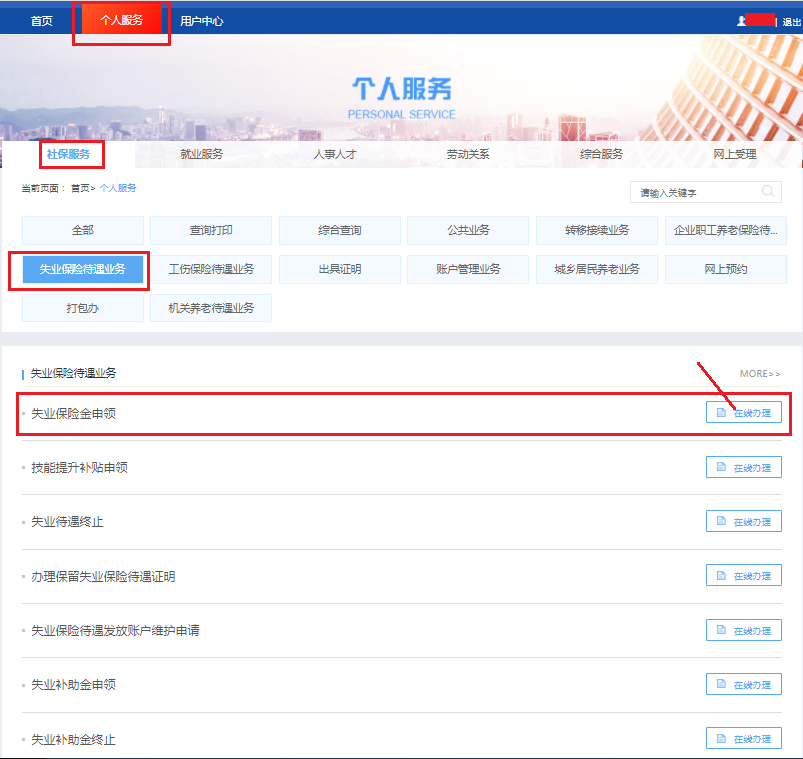 首页 个人服务 用户中心 | 退出
个人服务
PERSONAL SERVICE
社保服务 就业服务 人事人才 劳动关系 综合服务 网上受理
当前页面： 首页> 个人服务 请输入关键字
全部 查询打印 综合查询 公共业务 转移接续业务 企业职工养老保险待...
失业保险待遇业务 工伤保险待遇业务 出具证明 账户管理业务 城乡居民养老业务 网上预约
打包办 机关养老待遇业务
失业保险待遇业务 MORE>>
失业保险金申领 在线办理
技能提升补贴申领 在线办理
失业待遇终止 在线办理
办理保留失业保险待遇证明 在线办理
失业保险待遇发放账户维护申请 在线办理
失业补助金申领 在线办理
失业补助金终止 在线办理